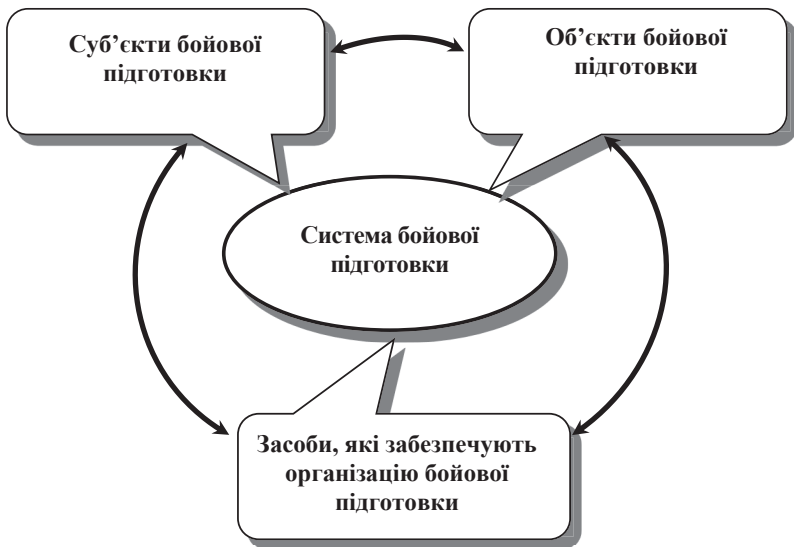 Суб’єкти бойової
підготовки
Об’єкти бойової
підготовки
Система бойової
підготовки
Засоби, які забезпечують
організацію бойової
підготовки